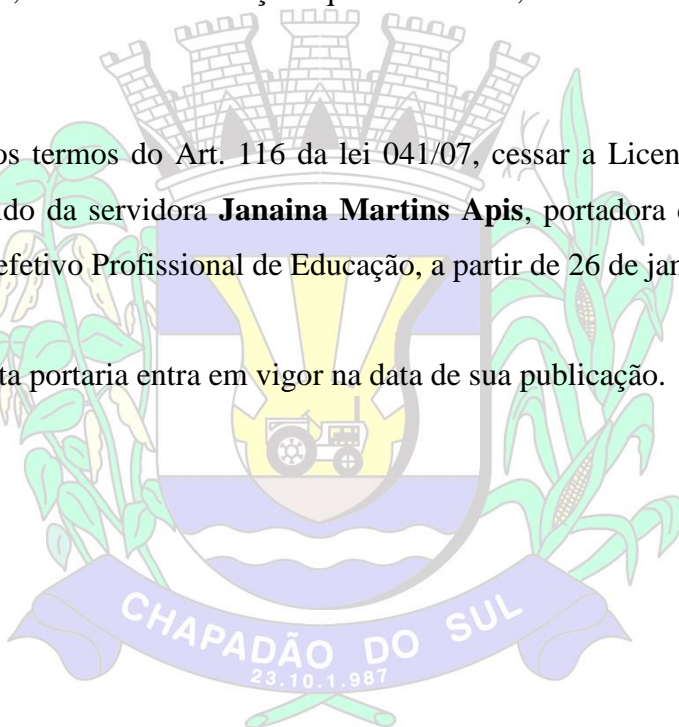 os termos do Art. 116 da lei 041/07, cessar a Licen
ido da servidora Janaina Martins Apis, portadora
efetivo Profissional de Educação, a partir de 26 de jan
ta portaria entra em vigor na data de sua publicação.
CHAPADÃO DO SUL
23.10.1.987